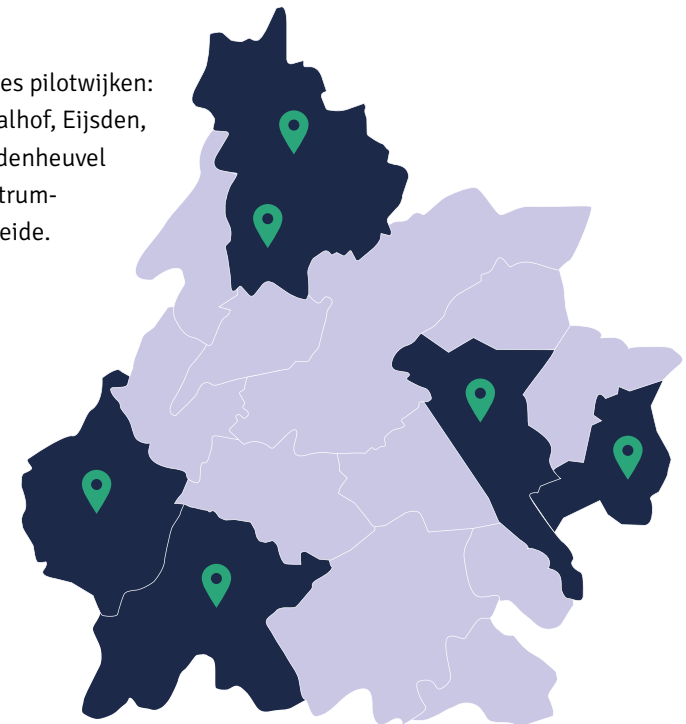 es pilotwijken:
alhof, Eijsden,
denheuvel
trum-
eide.